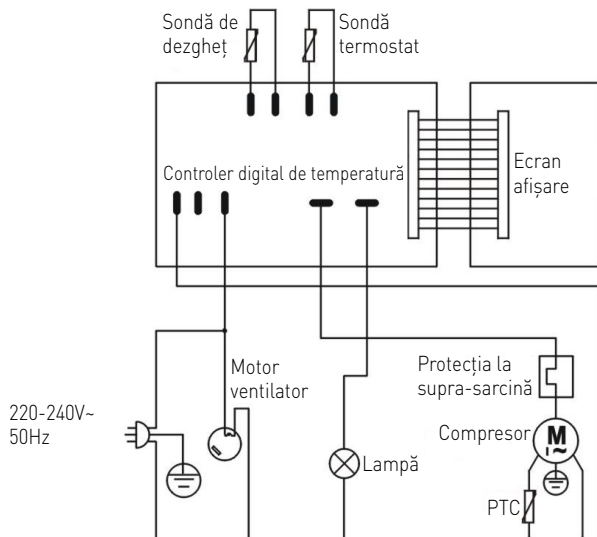 Sondă de
dezgheț
Sondă
termostat
Controler digital de temperatură
Ecran
afișare
Motor
ventilator
Protecția la
supra-sarcină
220-240V~
50Hz
Compresor
M
I ~
Lampă
PTC